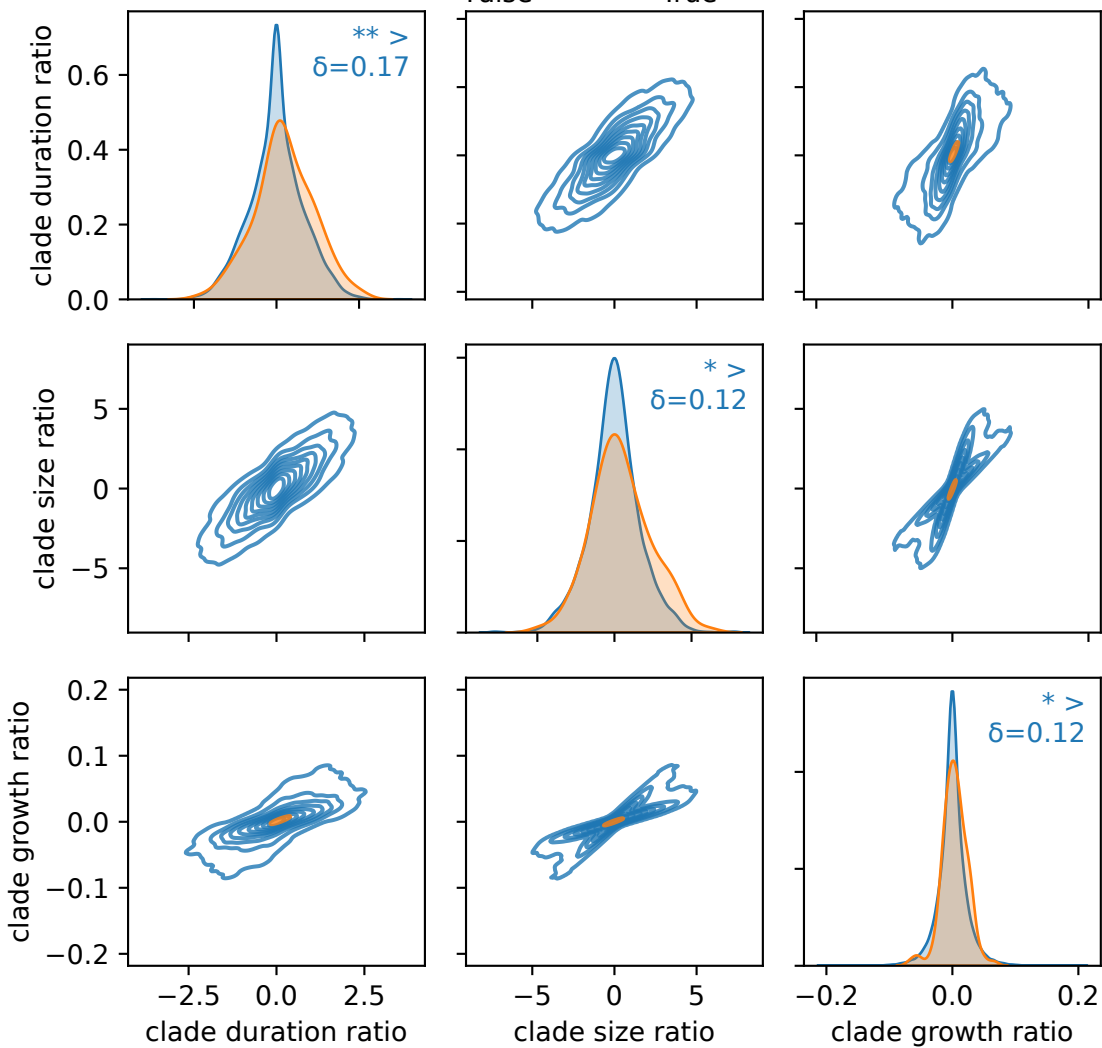 False True
clade duration ratio
0.6
0.4
0.2
0.0
** >
δ=0.17
clade size ratio
5
0
−5
* >
δ=0.12
clade growth ratio
0.2
0.1
0.0
−0.1
−0.2
* >
δ=0.12
−2.5 0.0 2.5
−5 0 5
−0.2 0.0 0.2
clade duration ratio
clade size ratio
clade growth ratio